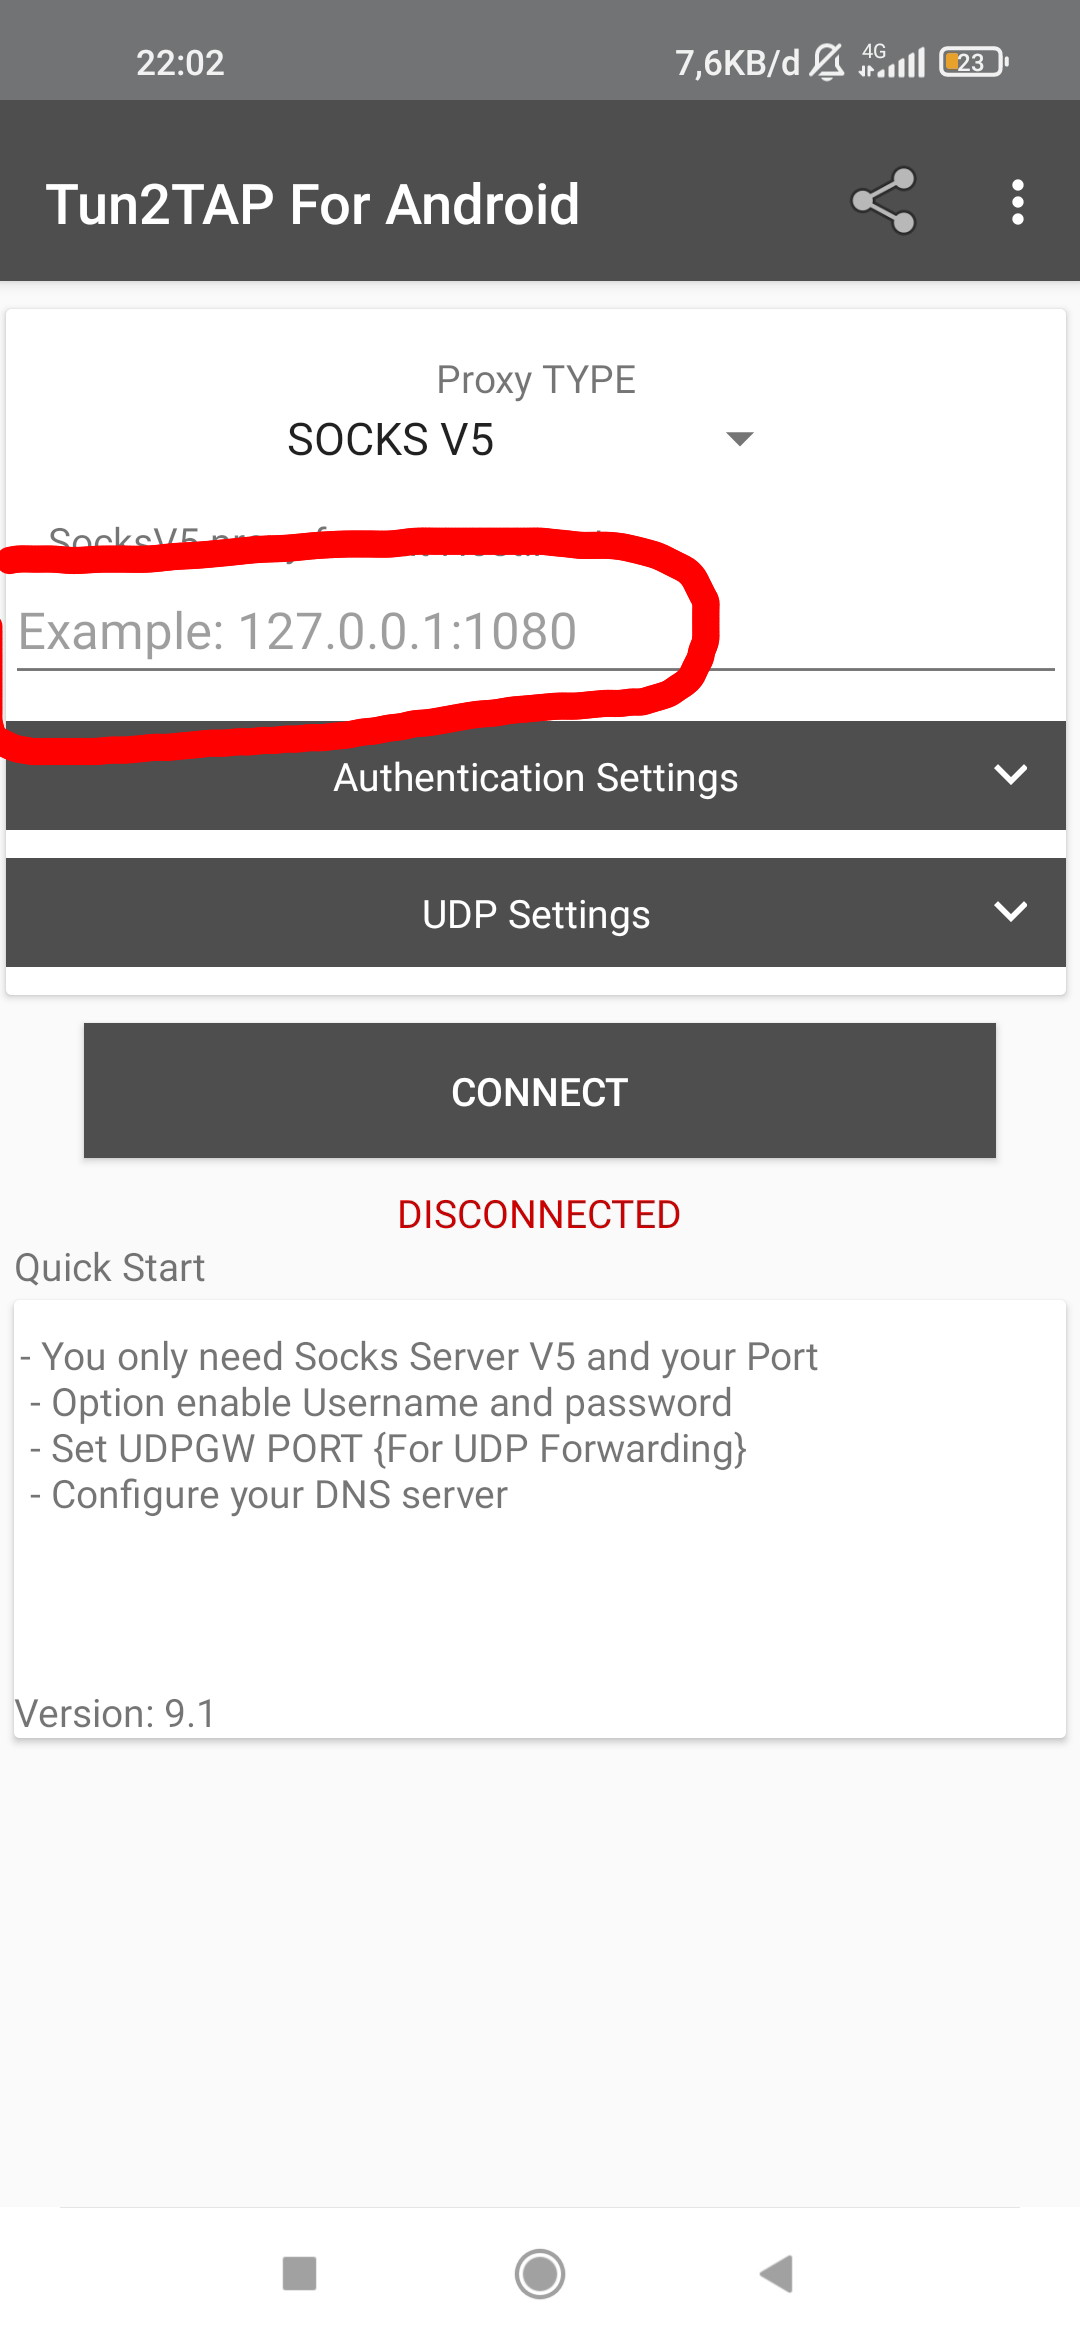 22:02
7,6KB/d 4G 23
Tun2TAP For Android
Proxy TYPE
SOCKS V5
SocksV5
Example: 127.0.0.1:1080
Authentication Settings
UDP Settings
CONNECT
DISCONNECTED
Quick Start
- You only need Socks Server V5 and your Port
- Option enable Username and password
- Set UDPGW PORT {For UDP Forwarding}
- Configure your DNS server
Version: 9.1